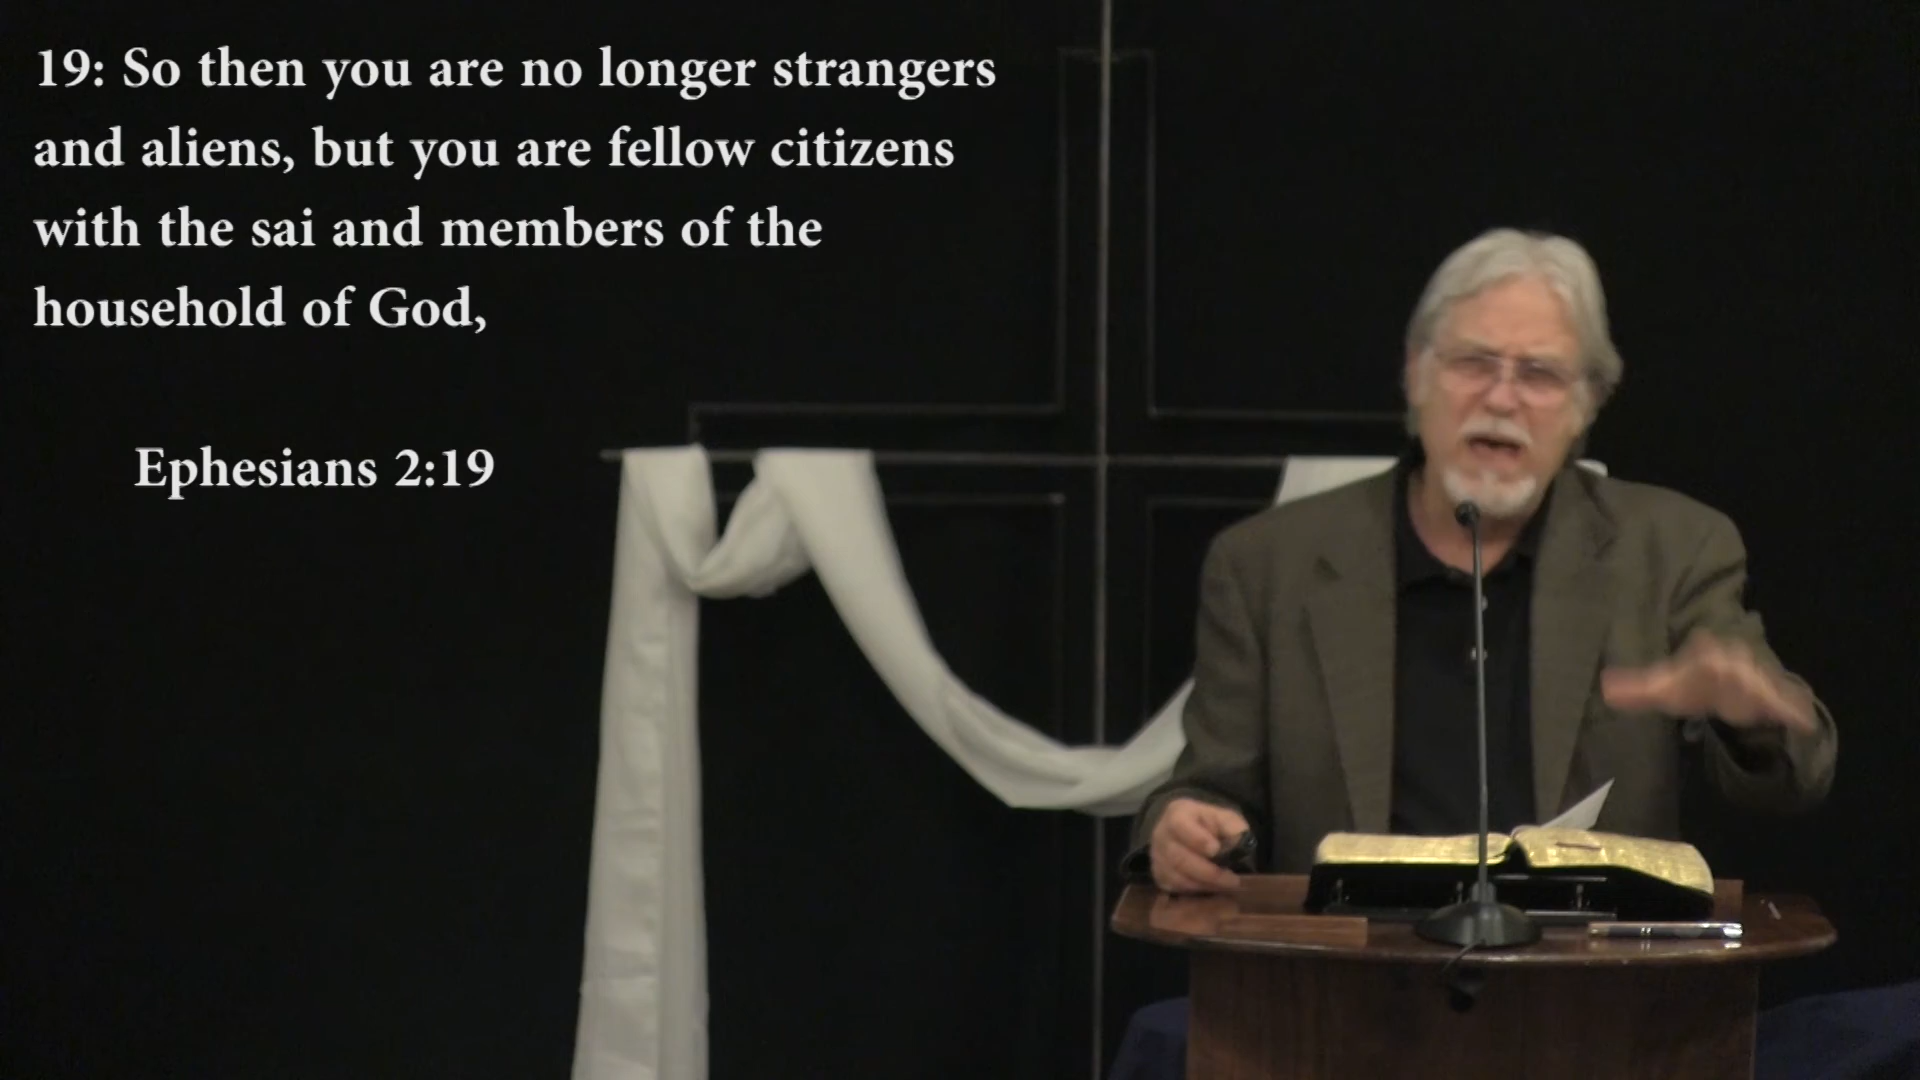 19: So then you are no longer strangers
and aliens, but you are fellow citizens
with the sai and members of the
household of God,
Ephesians 2:19